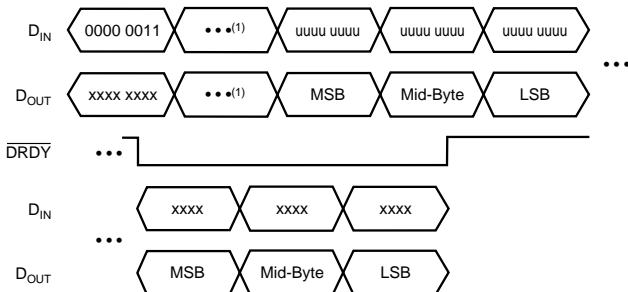 DIN 0000 0011 •••(1) uuuu uuuu uuuu uuuu uuuu uuuu
•••
DOUT xxxx xxxx •••(1) MSB Mid-Byte LSB
DRDY •••
DIN xxxx xxxx xxxx
•••
DOUT MSB Mid-Byte LSB